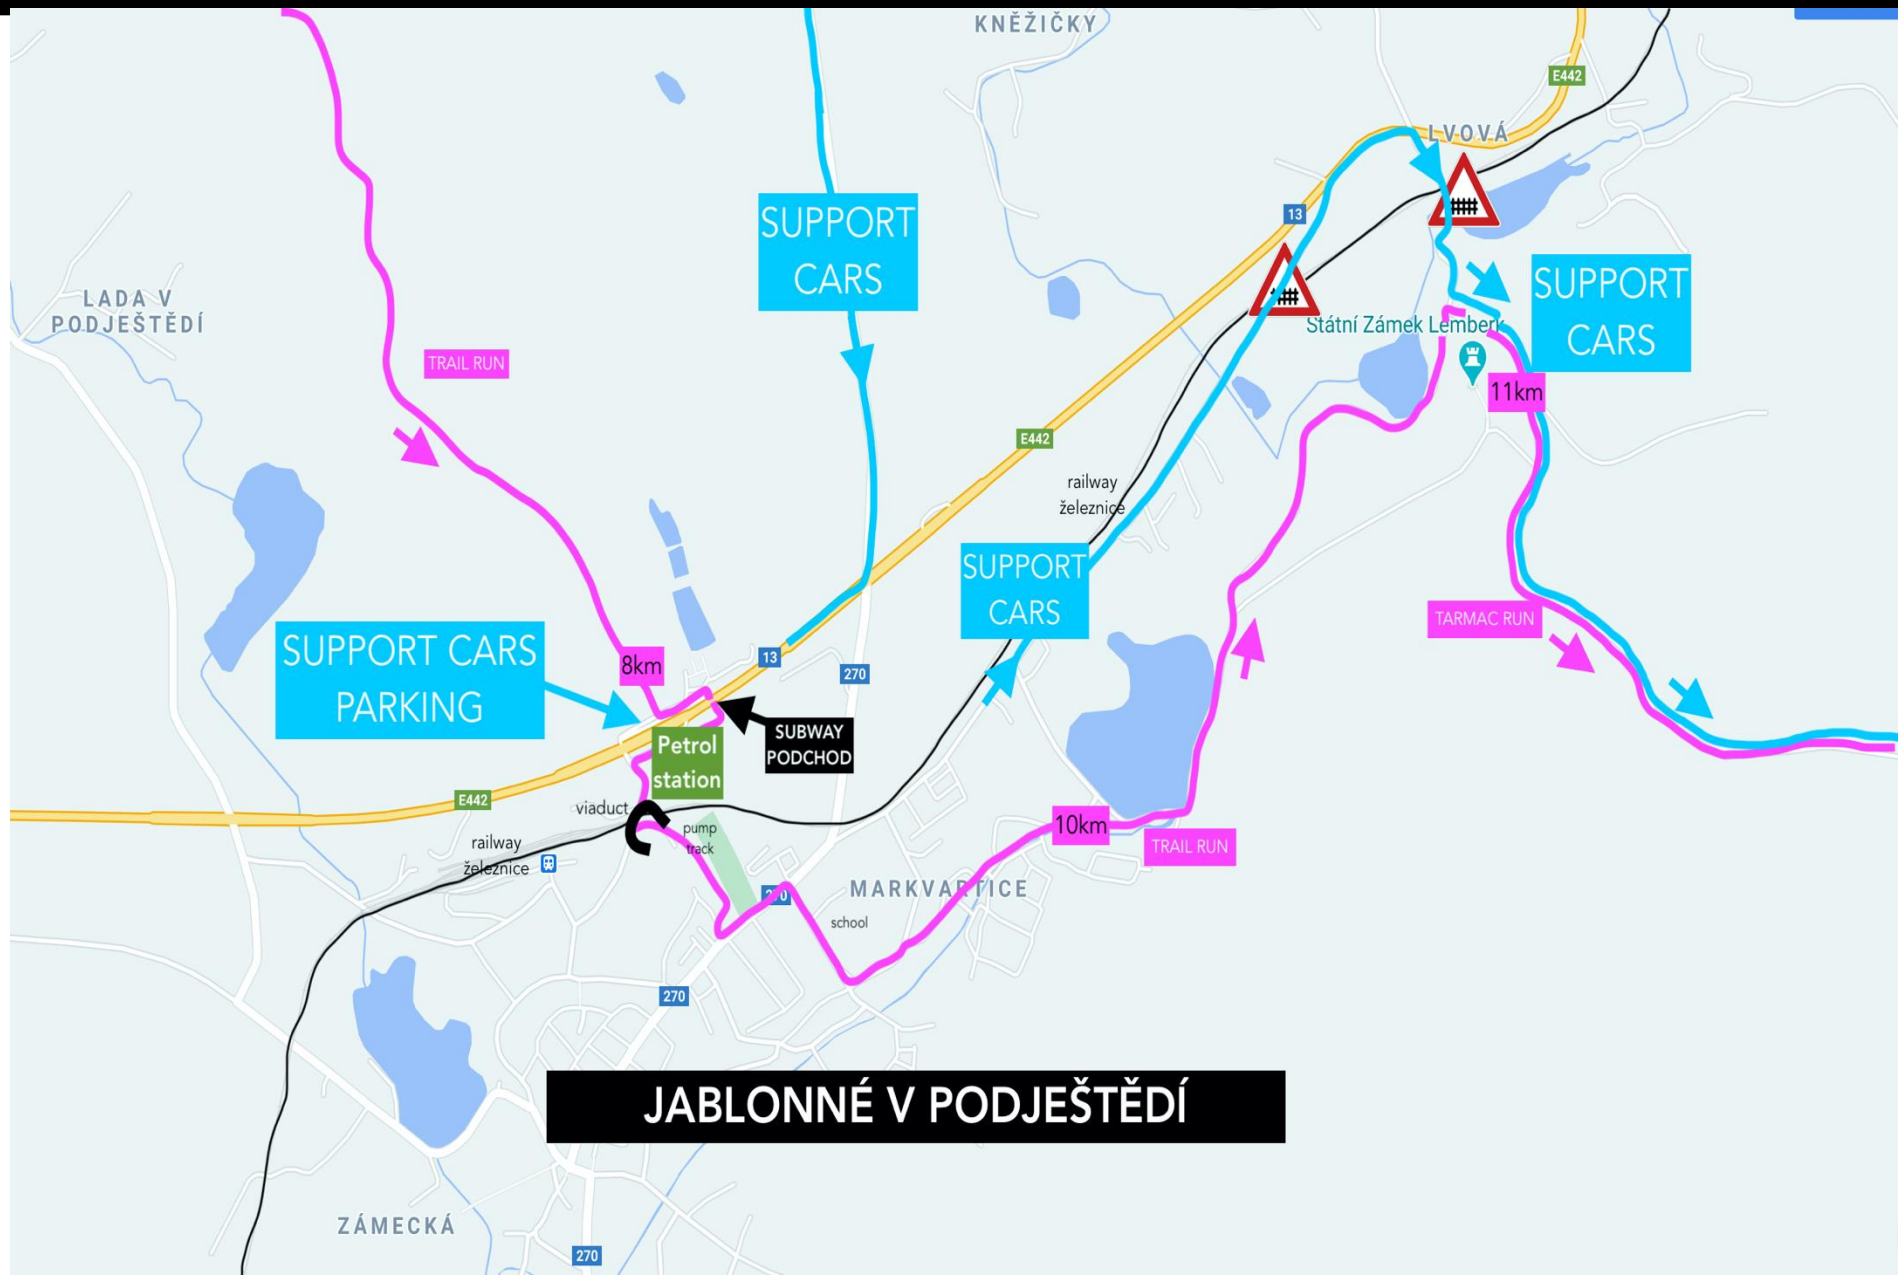 KNĚŽIČKY
E442
LVOVÁ
13
SUPPORT
CARS
SUPPORT
CARS
LADA V
PODJEŠTĚDÍ
Státní Zámek Lemberk
TRAIL RUN
11km
E442
railway
železnice
SUPPORT
CARS
TARMAC RUN
SUPPORT CARS
PARKING
8km
13
270
SUBWAY
PODCHOD
Petrol
station
E442
viaduct
railway
železnice
pump
track
10km
TRAIL RUN
270
MARKVARTICE
school
270
JABLONNÉ V PODJEŠTĚDÍ
ZÁMECKÁ
270